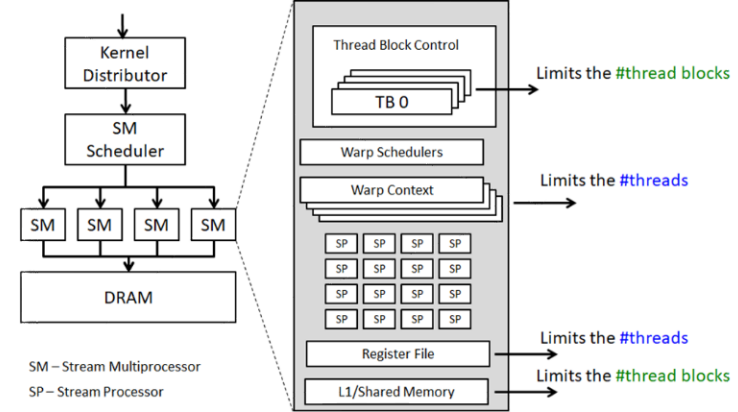 Kernel
Distributor
SM
Scheduler
SM SM SM SM
DRAM
SM – Stream Multiprocessor
SP – Stream Processor
Thread Block Control
TB 0
Warp Schedulers
Warp Context
SP SP SP SP
SP SP SP SP
SP SP SP SP
SP SP SP SP
Register File
L1/Shared Memory
Limits the #thread blocks
Limits the #threads
Limits the #threads
Limits the #thread blocks